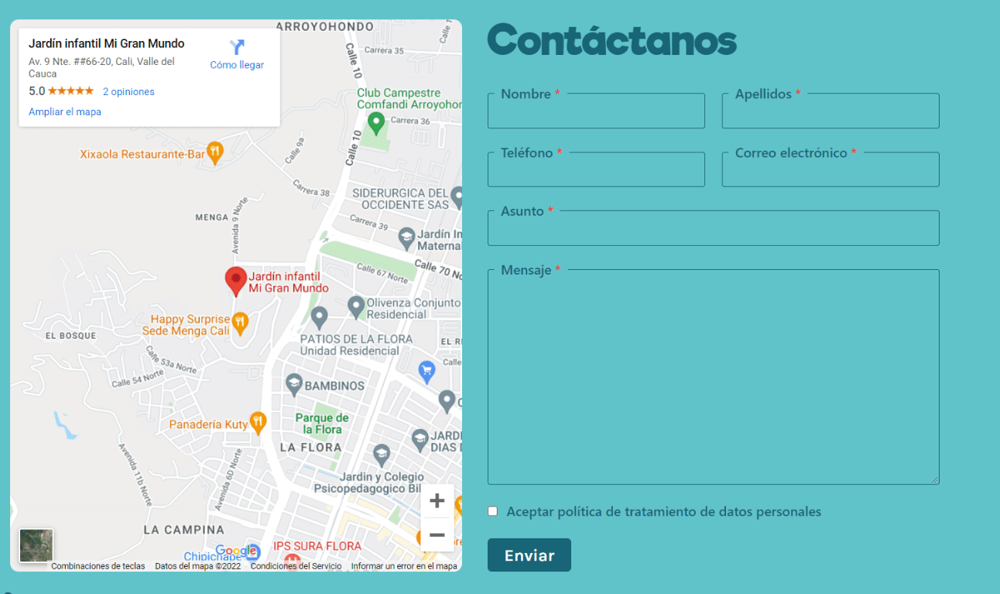 Jardín infantil Mi Gran Mundo
Av. 9 Nte. ##66-20, Cali, Valle del
Cauca
5.0
2 opiniones
Ampliar el mapa
Cómo llegar
ARROYOHONDO
Calle 1
Calle 10
Carrera 35
Club Campestre
Comfandi Arroyohon
Carrera 36
Xixaola Restaurante-Bar
Calle 9a
Calle 10
Carrera 38
SIDERURGICA DEL
OCCIDENTE SAS
MENGA
Avenida 9 Norte
Carrera 39
Jardín In
Materna
Calle 67 Norte
Calle 70 No
Jardín infantil
Mi Gran Mundo
Olivenza Conjunto
Residencial
Happy Surprise
Sede Menga Cali
EL BOSQUE
PATIOS DE LA FLORA
Unidad Residencial
EL R
Calle 53a Norte
Calle
Calle 54 Norte
BAMBINOS
Panadería Kuty
Parque de
la Flora
JARD
DIAS
LA FLORA
Avenida 11b Norte
Avenida 6D Norte
Jardin y Colegio
Psicopedagogico Bil
+
−
LA CAMPINA
IPS SURA FLORA
Google
Chipichape
Combinaciones de teclas
Datos del mapa ©2022
Condiciones del Servicio
Informar un error en el mapa
Contáctanos
Nombre *
Apellidos *
Teléfono *
Correo electrónico *
Asunto *
Mensaje *
Aceptar política de tratamiento de datos personales
Enviar